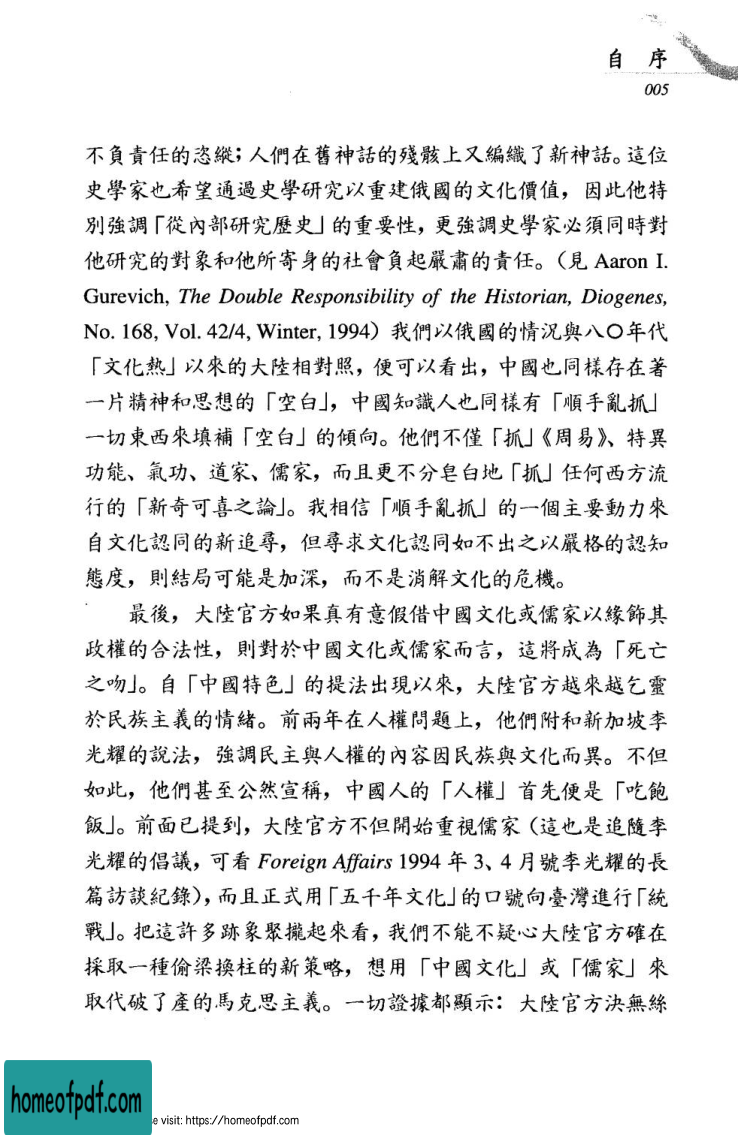 自 序
005
不負責任的恣縱；人們在舊神話的殘骸上又編織了新神話。這位
史學家也希望通過史學研究以重建俄國的文化價值，因此他特
別強調「從內部研究歷史」的重要性，更強調史學家必須同時對
他研究的對象和他所寄身的社會負起嚴肅的責任。（見 Aaron I.
Gurevich, The Double Responsibility of the Historian, Diogenes,
No. 168, Vol. 42/4, Winter, 1994）我們以俄國的情況與八〇年代
「文化熱」以來的大陸相對照，便可以看出，中國也同樣存在著
一片精神和思想的「空白」，中國知識人也同樣有「順手亂抓」
一切東西來填補「空白」的傾向。他們不僅「抓」《周易》、特異
功能、氣功、道家、儒家，而且更不分皂白地「抓」任何西方流
行的「新奇可喜之論」。我相信「順手亂抓」的一個主要動力來
自文化認同的新追尋，但尋求文化認同如不出之以嚴格的認知
態度，則結局可能是加深，而不是消解文化的危機。
最後，大陸官方如果真有意假借中國文化或儒家以緣飾其
政權的合法性，則對於中國文化或儒家而言，這將成為「死亡
之吻」。自「中國特色」的提法出現以來，大陸官方越來越乞靈
於民族主義的情緒。前兩年在人權問題上，他們附和新加坡李
光耀的說法，強調民主與人權的內容因民族與文化而異。不但
如此，他們甚至公然宣稱，中國人的「人權」首先便是「吃飽
飯」。前面已提到，大陸官方不但開始重視儒家（這也是追隨李
光耀的倡議，可看 Foreign Affairs 1994 年 3、4 月號李光耀的長
篇訪談紀錄），而且正式用「五千年文化」的口號向臺灣進行「統
戰」。把這許多跡象聚攏起來看，我們不能不疑心大陸官方確在
採取一種偷梁換柱的新策略，想用「中國文化」或「儒家」來
取代破了產的馬克思主義。一切證據都顯示：大陸官方決無絲
homeofpdf.com
se visit: https://homeofpdf.com